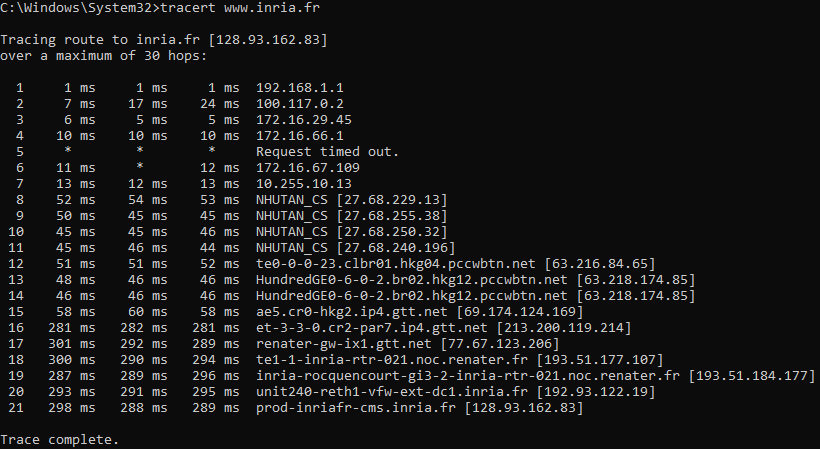 C:\Windows\System32>tracert www.inria.fr
Tracing route to inria.fr [128.93.162.83]
over a maximum of 30 hops:
1 1 ms 1 ms 1 ms 192.168.1.1
2 7 ms 17 ms 24 ms 100.117.0.2
3 6 ms 5 ms 5 ms 172.16.29.45
4 10 ms 10 ms 10 ms 172.16.66.1
5 * * * Request timed out.
6 11 ms * 12 ms 172.16.67.109
7 13 ms 12 ms 13 ms 10.255.10.13
8 52 ms 54 ms 53 ms NHUTAN_CS [27.68.229.13]
9 50 ms 45 ms 45 ms NHUTAN_CS [27.68.255.38]
10 45 ms 45 ms 46 ms NHUTAN_CS [27.68.250.32]
11 45 ms 46 ms 44 ms NHUTAN_CS [27.68.240.196]
12 51 ms 51 ms 52 ms te0-0-0-23.clbr01.hkg04.pccwbtn.net [63.216.84.65]
13 48 ms 46 ms 46 ms HundredGE0-6-0-2.br02.hkg12.pccwbtn.net [63.218.174.85]
14 46 ms 46 ms 46 ms HundredGE0-6-0-2.br02.hkg12.pccwbtn.net [63.218.174.85]
15 58 ms 60 ms 58 ms ae5.cr0-hkg2.ip4.gtt.net [69.174.124.169]
16 281 ms 282 ms 281 ms et-3-3-0.cr2-par7.ip4.gtt.net [213.200.119.214]
17 301 ms 292 ms 289 ms renater-gw-ix1.gtt.net [77.67.123.206]
18 300 ms 290 ms 294 ms te1-1-inria-rtr-021.noc.renater.fr [193.51.177.107]
19 287 ms 289 ms 296 ms inria-rocquencourt-gi3-2-inria-rtr-021.noc.renater.fr [193.51.184.177]
20 293 ms 291 ms 295 ms unit240-reth1-vfw-ext-dc1.inria.fr [192.93.122.19]
21 298 ms 288 ms 289 ms prod-inriafr-cms.inria.fr [128.93.162.83]
Trace complete.